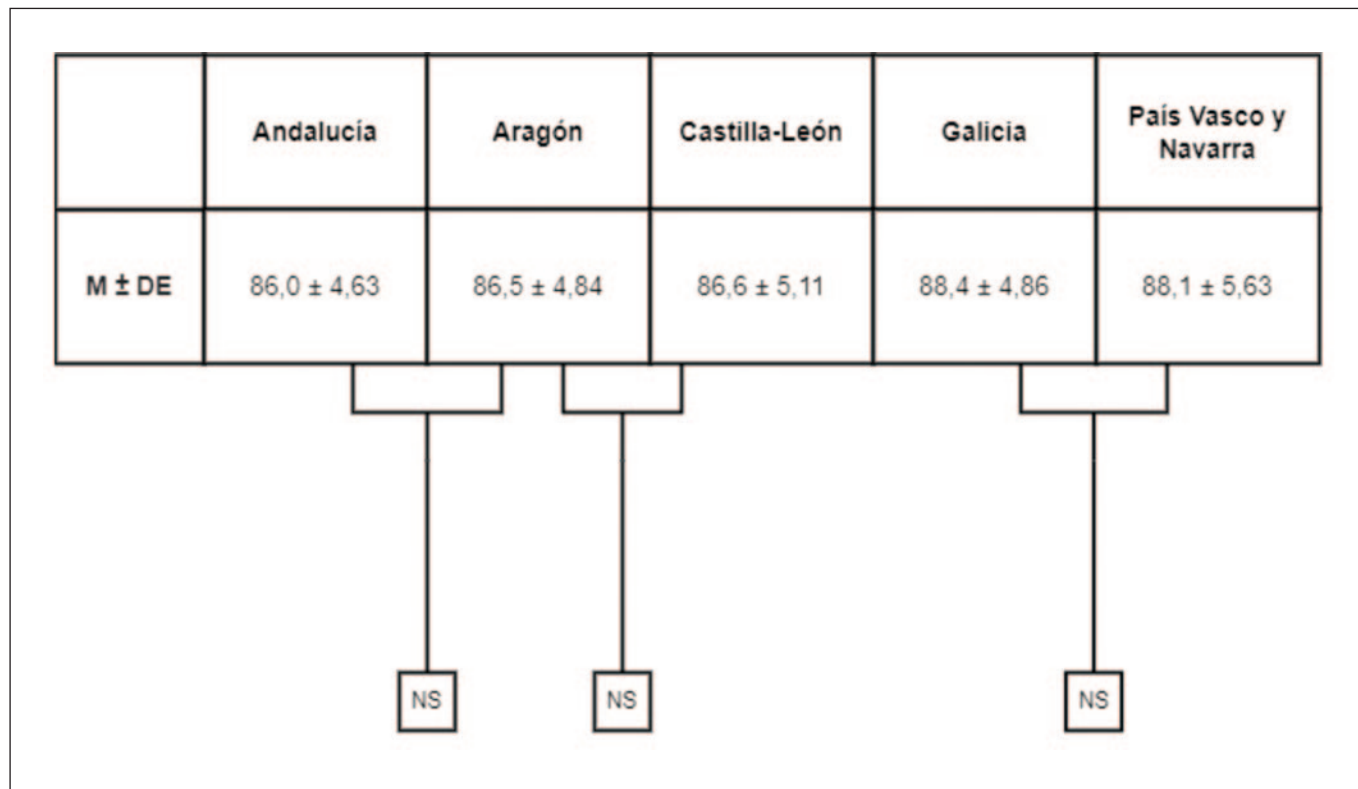 Andalucía
Aragón
Castilla-León
Galicia
País Vasco y
Navarra
M ± DE
86,0 ± 4,63
86,5 ± 4,84
86,6 ± 5,11
88,4 ± 4,86
88,1 ± 5,63
NS
NS
NS